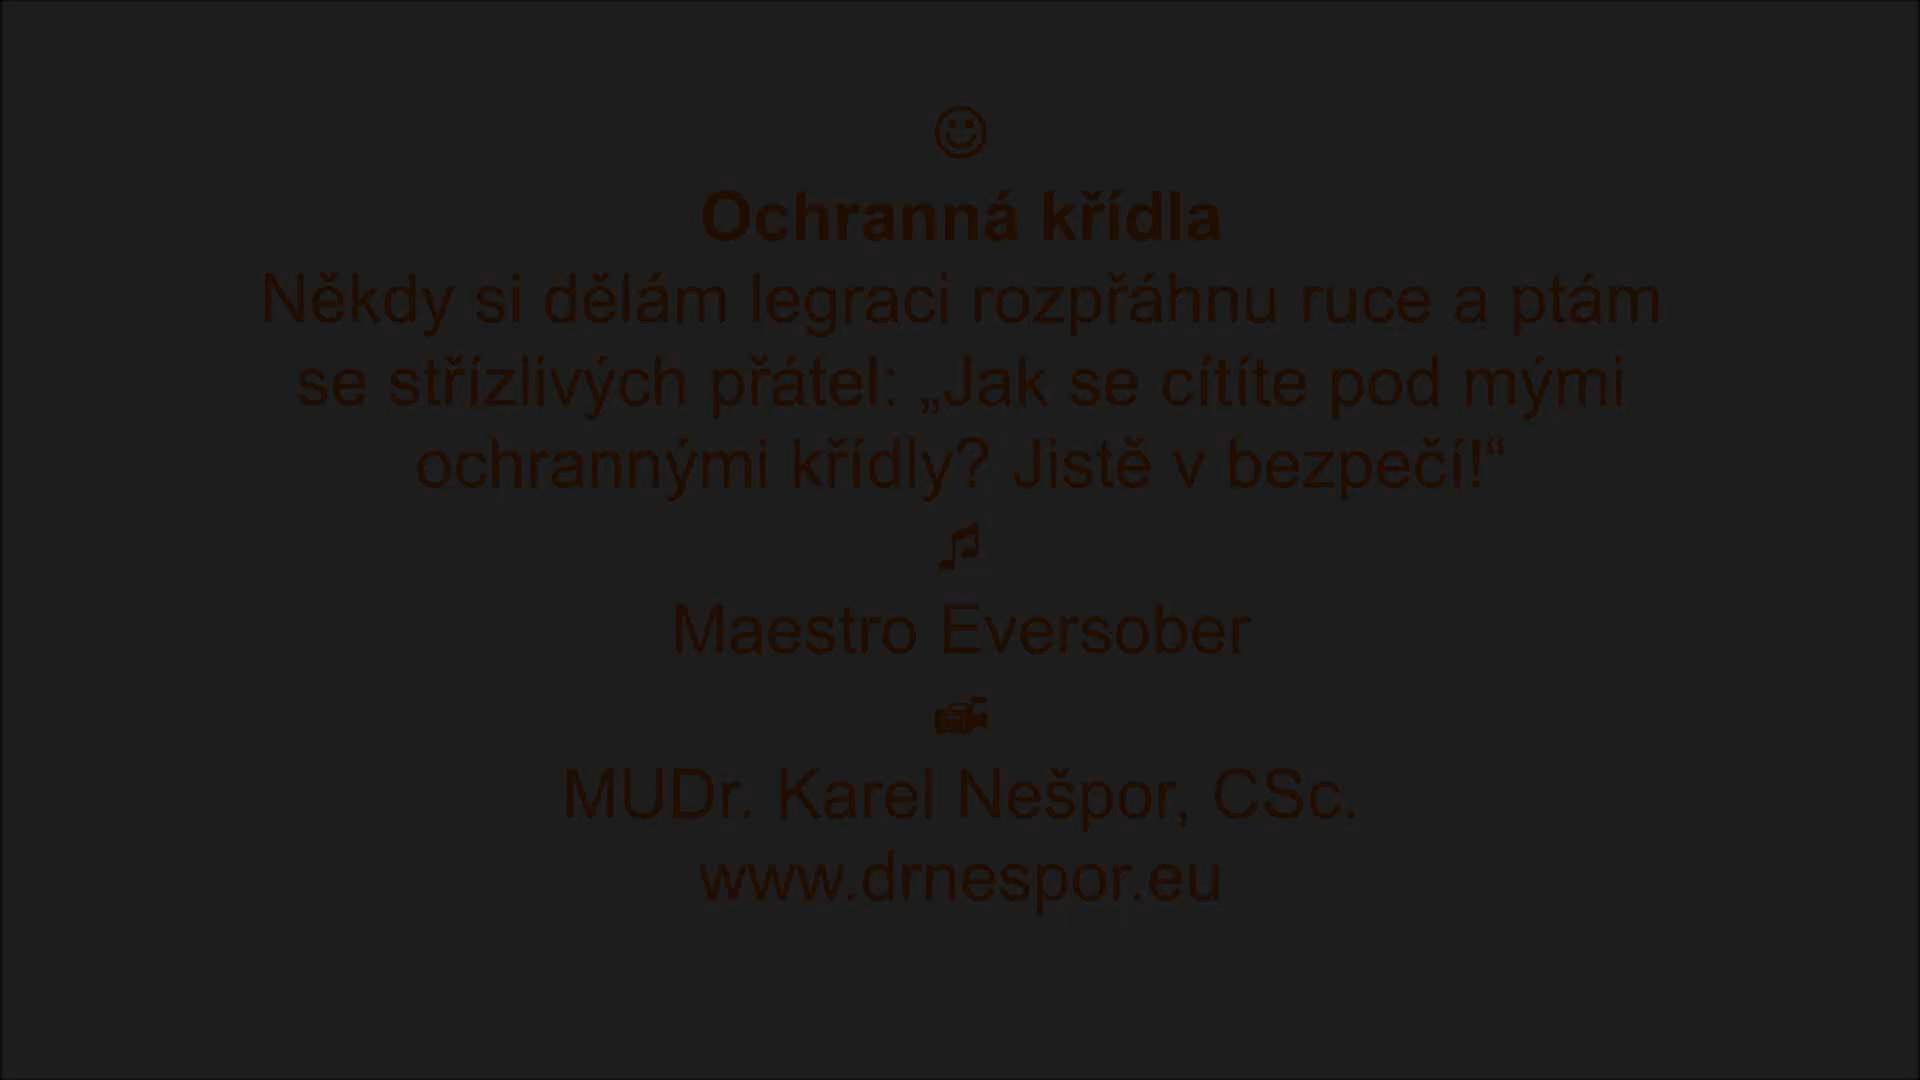 ☺
Ochranná křídla
Někdy si dělám legraci rozpřáhnu ruce a ptám
se střízlivých přátel: „Jak se cítíte pod mými
ochrannými křídly? Jistě v bezpečí!“
♫
Maestro Eversober
MUDr. Karel Nešpor, CSc.
www.drnespor.eu